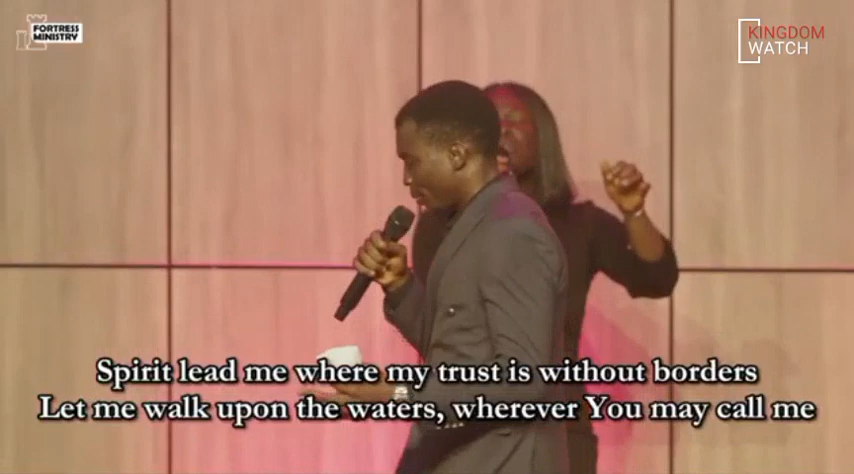 FORTRESS
MINISTRY
KINGDOM
WATCH
Spirit lead me where my trust is without borders
Let me walk upon the waters, wherever You may call me